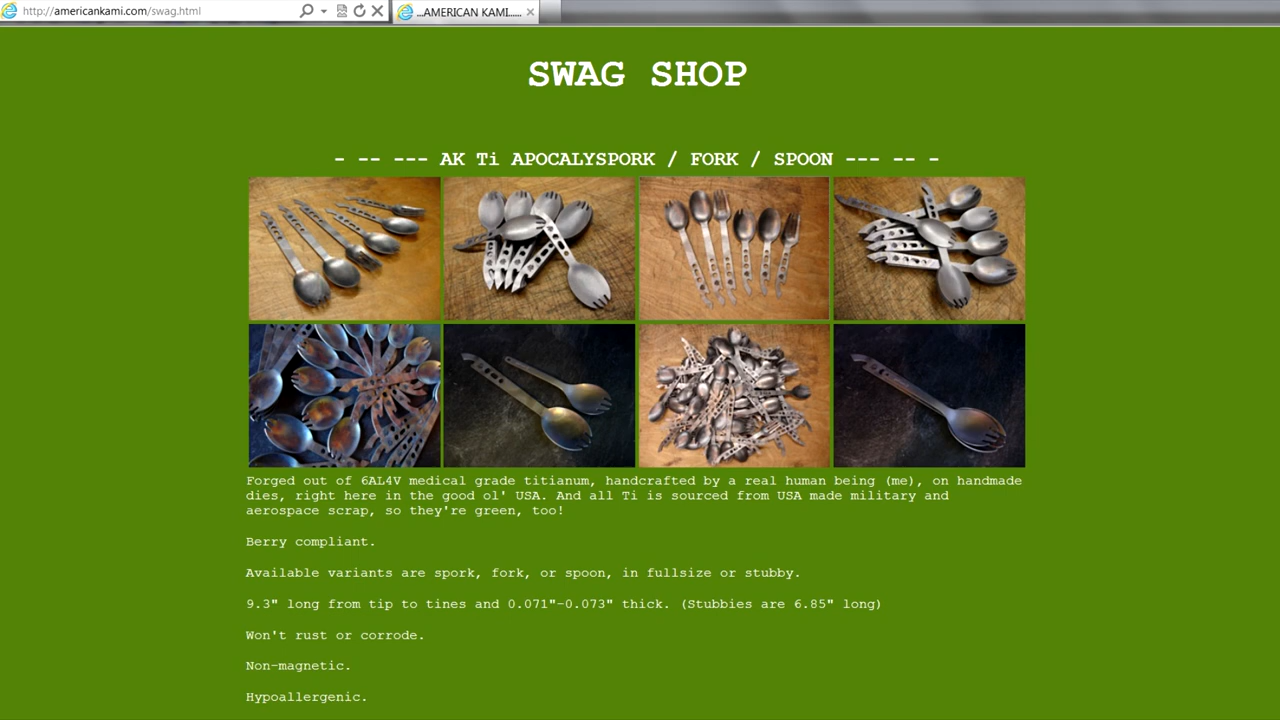 http://americankami.com/swag.html
...AMERICAN KAMI......
SWAG SHOP
- -- --- AK Ti APOCALYSPORK / FORK / SPOON --- -- -
Forged out of 6AL4V medical grade titianum, handcrafted by a real human being (me), on handmade
dies, right here in the good ol' USA. And all Ti is sourced from USA made military and
aerospace scrap, so they're green, too!
Berry compliant.
Available variants are spork, fork, or spoon, in fullsize or stubby.
9.3" long from tip to tines and 0.071"-0.073" thick. (Stubbies are 6.85" long)
Won't rust or corrode.
Non-magnetic.
Hypoallergenic.